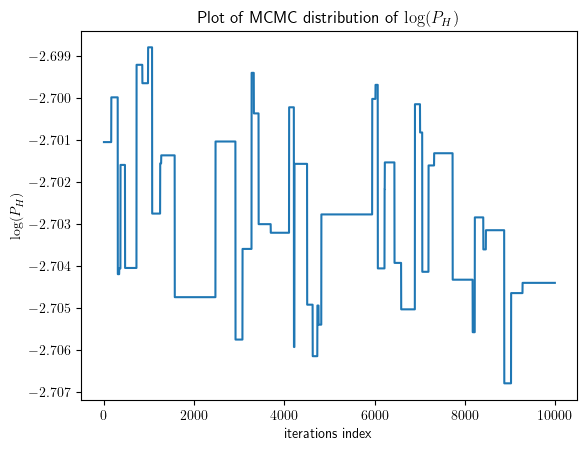 Plot of MCMC distribution of log(P_H)
log(P_H)
−2.699
−2.700
−2.701
−2.702
−2.703
−2.704
−2.705
−2.706
−2.707
0 2000 4000 6000 8000 10000
iterations index